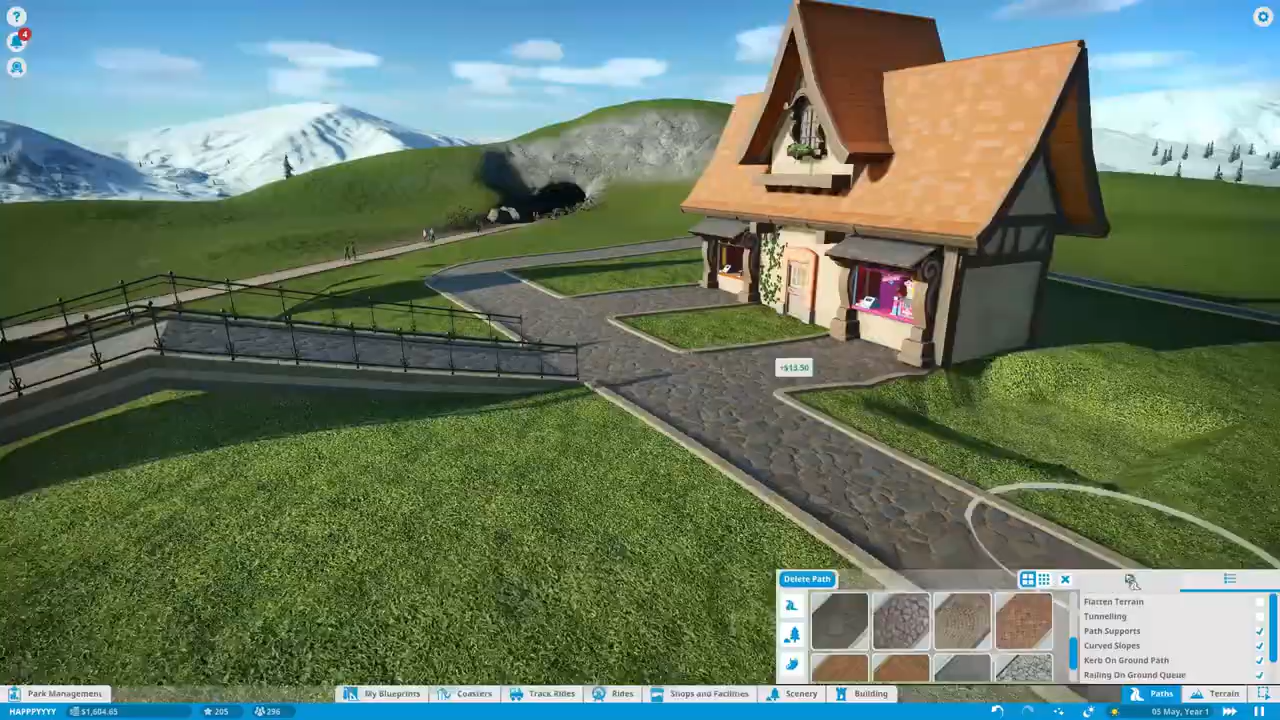 ?
4
+$13.50
Delete Path
Flatten Terrain
Tunnelling
Path Supports
Curved Slopes
Kerb On Ground Path
Railing On Ground Queue
Park Management
My Blueprints
Coasters
Track Rides
Rides
Shops and Facilities
Scenery
Building
Paths
Terrain
HAPPPYYYY
$1,604.65
205
296
05 May, Year 1